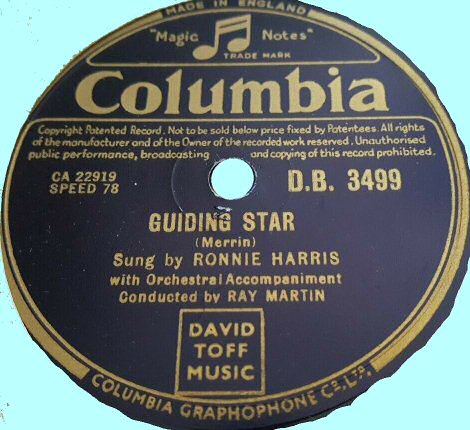 MADE IN ENGLAND
"Magic Notes"
TRADE MARK
Columbia
Copyright Patented Record. Not to be sold below price fixed by Patentees. All rights
of the manufacturer and of the Owner of the recorded work reserved. Unauthorised
public performance, broadcasting and copying of this record prohibited.
CA 22919
SPEED 78
D.B. 3499
GUIDING STAR
(Merrin)
Sung by RONNIE HARRIS
with Orchestral Accompaniment
Conducted by RAY MARTIN
DAVID
TOFF
MUSIC
COLUMBIA GRAPHOPHONE Co. LTD.